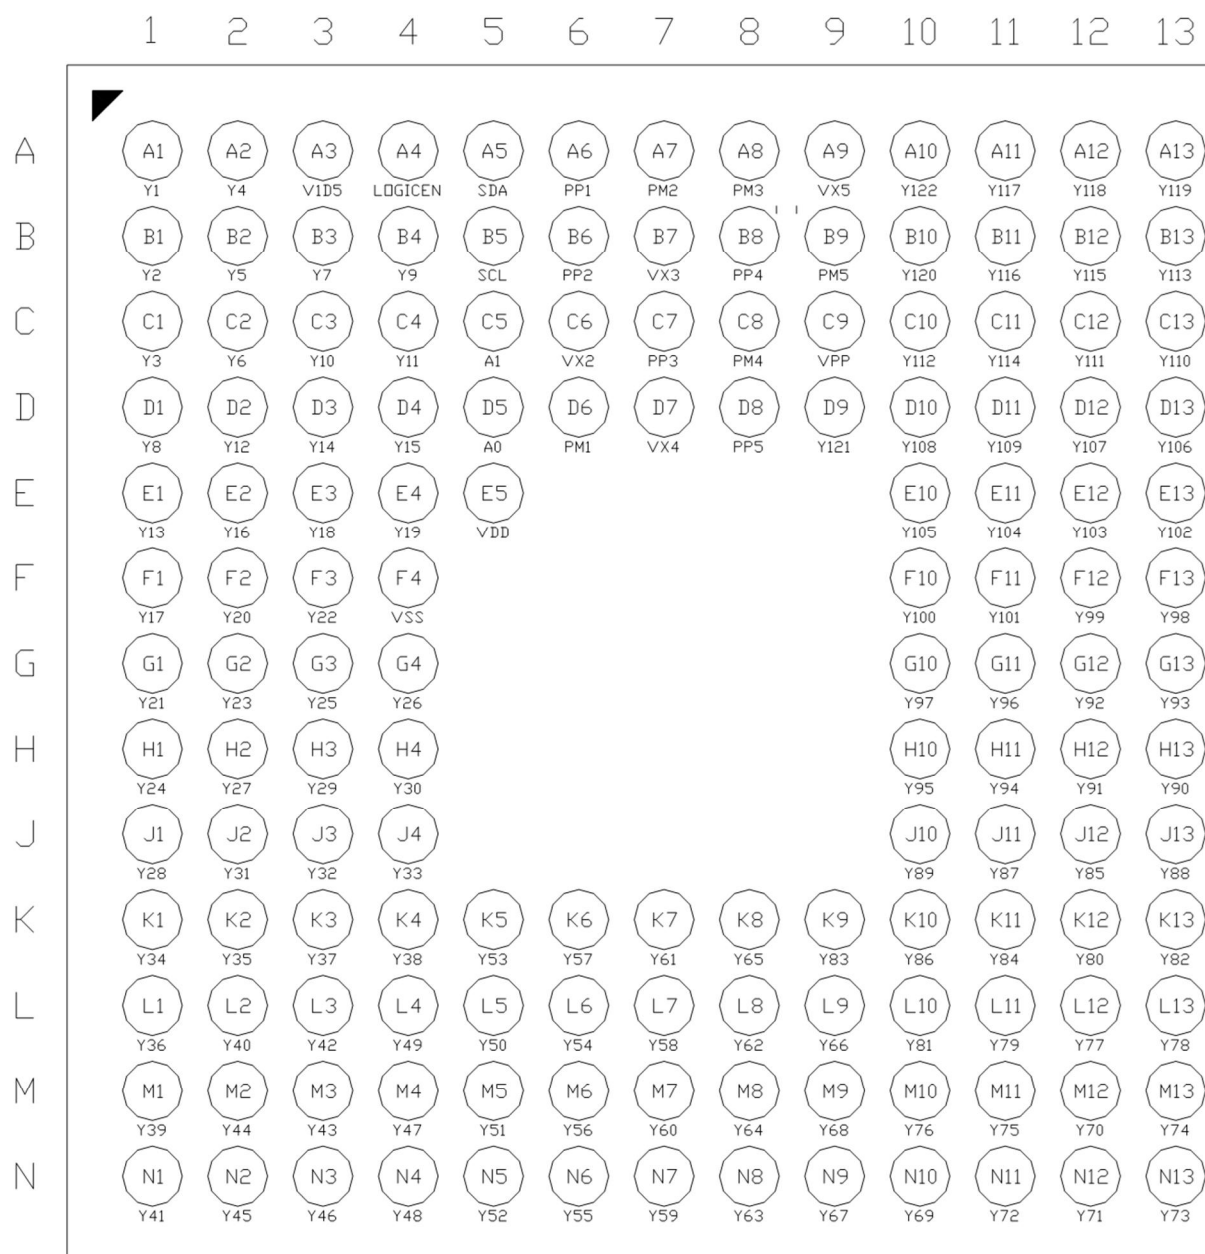 1 2 3 4 5 6 7 8 9 10 11 12 13
A A1 A2 A3 A4 A5 A6 A7 A8 A9 A10 A11 A12 A13
Y1 Y4 V1D5 LOGICEN SDA PP1 PM2 PM3 VX5 Y122 Y117 Y118 Y119
B B1 B2 B3 B4 B5 B6 B7 B8 B9 B10 B11 B12 B13
Y2 Y5 Y7 Y9 SCL PP2 VX3 PP4 PM5 Y120 Y116 Y115 Y113
C C1 C2 C3 C4 C5 C6 C7 C8 C9 C10 C11 C12 C13
Y3 Y6 Y10 Y11 A1 VX2 PP3 PM4 VPP Y112 Y114 Y111 Y110
D D1 D2 D3 D4 D5 D6 D7 D8 D9 D10 D11 D12 D13
Y8 Y12 Y14 Y15 A0 PM1 VX4 PP5 Y121 Y108 Y109 Y107 Y106
E E1 E2 E3 E4 E5 E10 E11 E12 E13
Y13 Y16 Y18 Y19 VDD Y105 Y104 Y103 Y102
F F1 F2 F3 F4 F10 F11 F12 F13
Y17 Y20 Y22 VSS Y100 Y101 Y99 Y98
G G1 G2 G3 G4 G10 G11 G12 G13
Y21 Y23 Y25 Y26 Y97 Y96 Y92 Y93
H H1 H2 H3 H4 H10 H11 H12 H13
Y24 Y27 Y29 Y30 Y95 Y94 Y91 Y90
J J1 J2 J3 J4 J10 J11 J12 J13
Y28 Y31 Y32 Y33 Y89 Y87 Y85 Y88
K K1 K2 K3 K4 K5 K6 K7 K8 K9 K10 K11 K12 K13
Y34 Y35 Y37 Y38 Y53 Y57 Y61 Y65 Y83 Y86 Y84 Y80 Y82
L L1 L2 L3 L4 L5 L6 L7 L8 L9 L10 L11 L12 L13
Y36 Y40 Y42 Y49 Y50 Y54 Y58 Y62 Y66 Y81 Y79 Y77 Y78
M M1 M2 M3 M4 M5 M6 M7 M8 M9 M10 M11 M12 M13
Y39 Y44 Y43 Y47 Y51 Y56 Y60 Y64 Y68 Y76 Y75 Y70 Y74
N N1 N2 N3 N4 N5 N6 N7 N8 N9 N10 N11 N12 N13
Y41 Y45 Y46 Y48 Y52 Y55 Y59 Y63 Y67 Y69 Y72 Y71 Y73